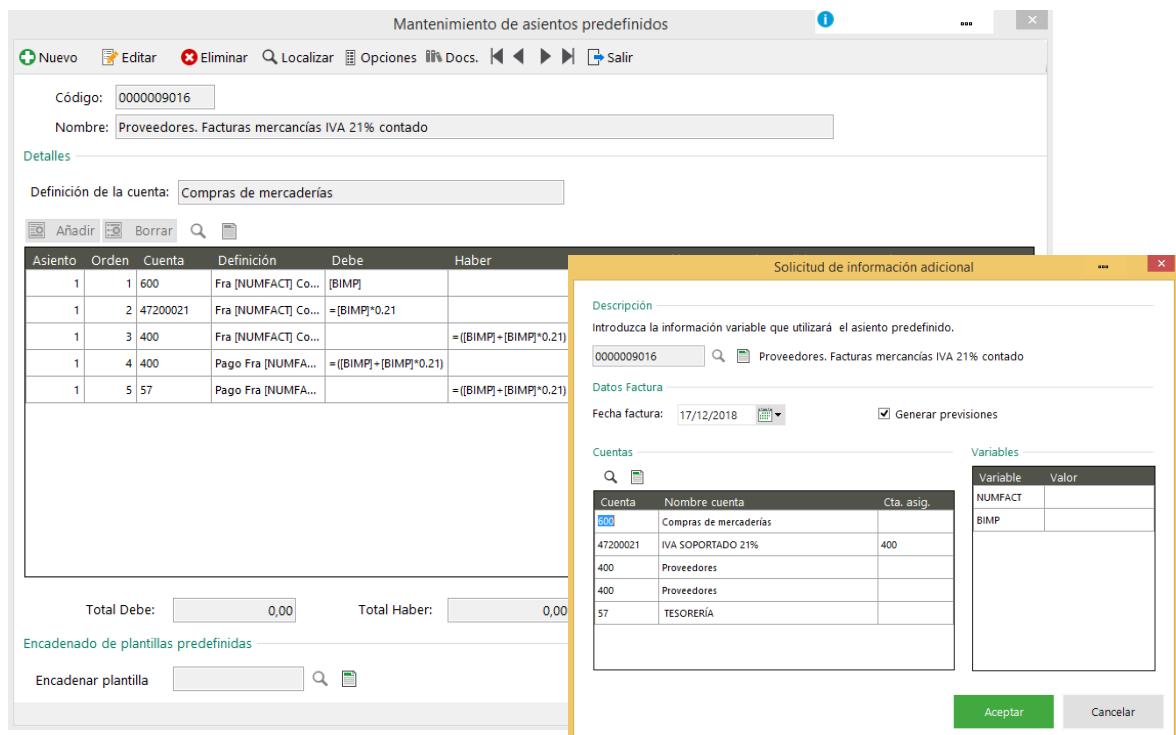 Mantenimiento de asientos predefinidos
Nuevo Editar Eliminar Localizar Opciones Docs. Salir
Código: 0000009016
Nombre: Proveedores. Facturas mercancías IVA 21% contado
Detalles
Definición de la cuenta: Compras de mercaderías
Añadir Borrar
Asiento Orden Cuenta Definición Debe Haber
1 1 600 Fra [NUMFACT] Co... [BIMP]
1 2 47200021 Fra [NUMFACT] Co... =[BIMP]*0.21
1 3 400 Fra [NUMFACT] Co... =([BIMP]+[BIMP]*0.21)
1 4 400 Pago Fra [NUMFA... =([BIMP]+[BIMP]*0.21)
1 5 57 Pago Fra [NUMFA... =([BIMP]+[BIMP]*0.21)
Total Debe: 0,00 Total Haber: 0,00
Encadenado de plantillas predefinidas
Encadenar plantilla
Solicitud de información adicional
Descripción
Introduzca la información variable que utilizará el asiento predefinido.
0000009016 Proveedores. Facturas mercancías IVA 21% contado
Datos Factura
Fecha factura: 17/12/2018 Generar previsiones
Cuentas
Cuenta Nombre cuenta Cta. asig.
600 Compras de mercaderías
47200021 IVA SOPORTADO 21% 400
400 Proveedores
400 Proveedores
57 TESORERÍA
Variables
Variable Valor
NUMFACT
BIMP
Aceptar Cancelar